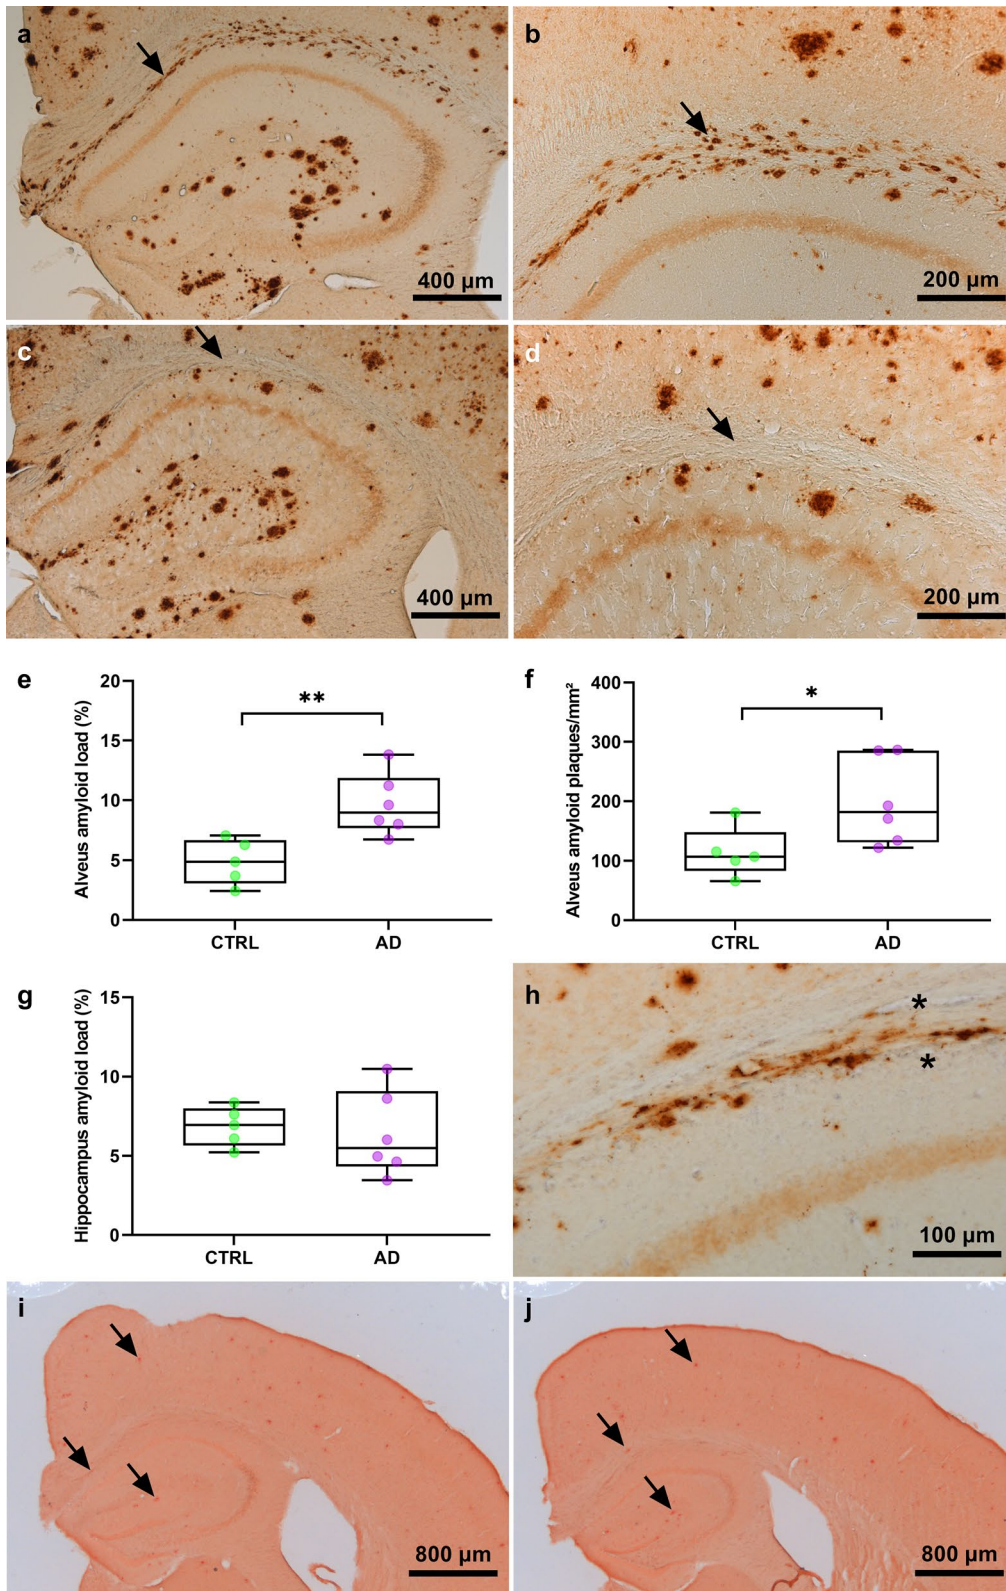 a
400 µm
b
200 µm
c
400 µm
d
200 µm
e
Alveus amyloid load (%)
20
15
10
5
0
**
CTRL
AD
f
Alveus amyloid plaques/mm²
400
300
200
100
0
*
CTRL
AD
g
Hippocampus amyloid load (%)
15
10
5
0
CTRL
AD
h
*
*
100 µm
i
800 µm
j
800 µm